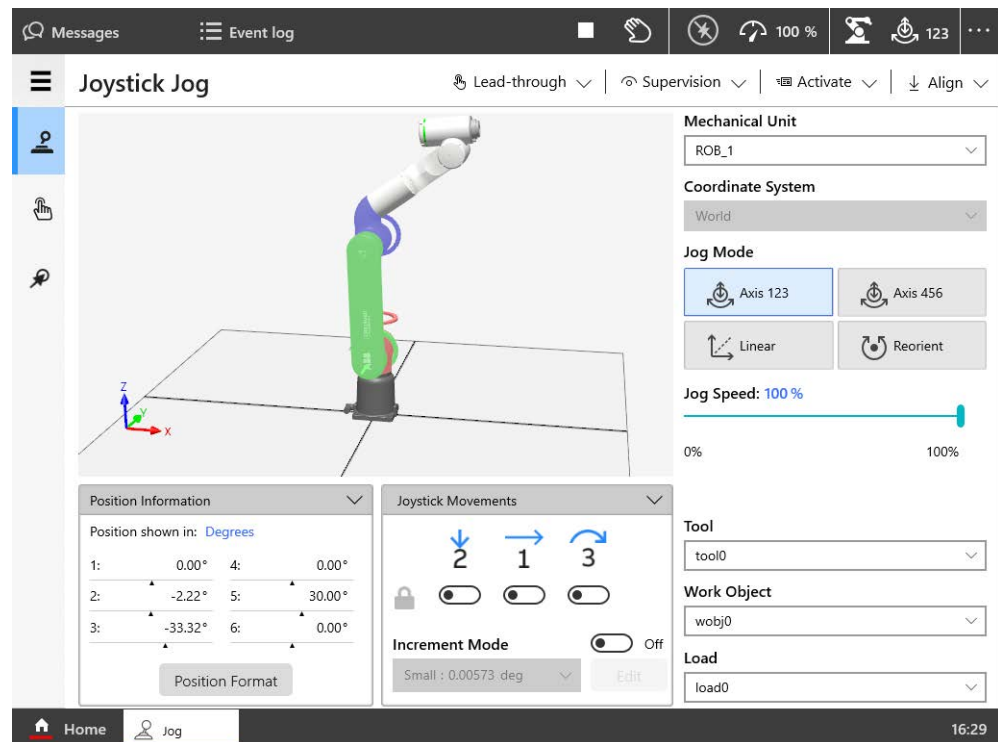 Messages
Event log
100 %
123
Joystick Jog
Lead-through
Supervision
Activate
Align
Mechanical Unit
ROB_1
Coordinate System
World
Jog Mode
Axis 123
Axis 456
Linear
Reorient
Jog Speed: 100 %
0% 100%
Tool
tool0
Work Object
wobj0
Load
load0
ABB
Z
Y
X
Position Information
Position shown in: Degrees
1: 0.00° 4: 0.00°
2: -2.22° 5: 30.00°
3: -33.32° 6: 0.00°
Position Format
Joystick Movements
2 1 3
Increment Mode Off
Small : 0.00573 deg
Edit
Home
Jog
16:29